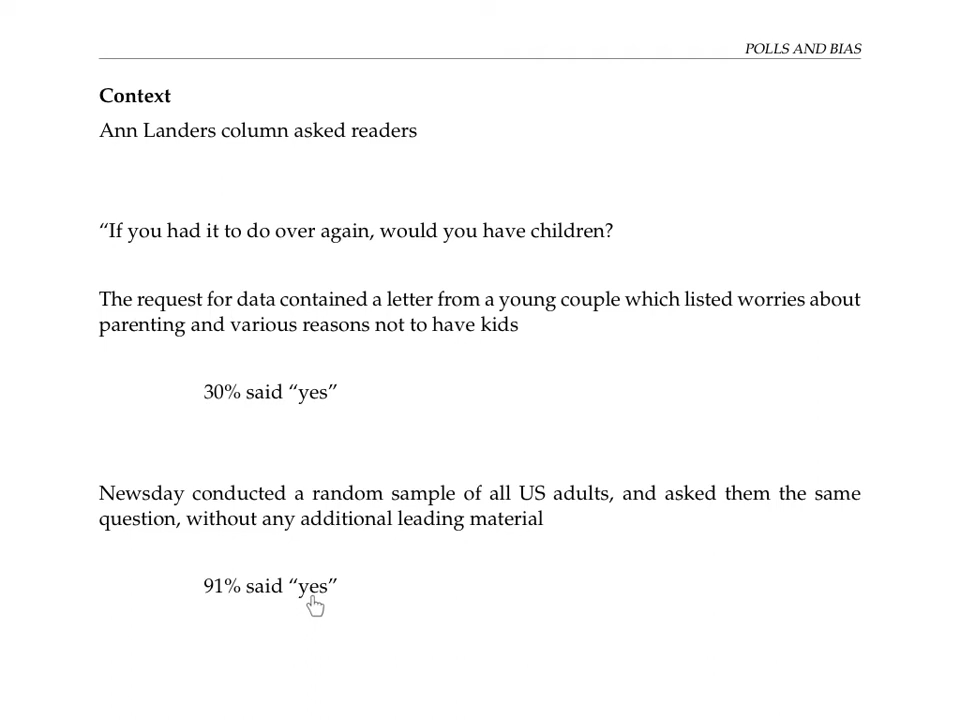 POLLS AND BIAS
Context
Ann Landers column asked readers
“If you had it to do over again, would you have children?
The request for data contained a letter from a young couple which listed worries about
parenting and various reasons not to have kids
30% said “yes”
Newsday conducted a random sample of all US adults, and asked them the same
question, without any additional leading material
91% said “yes”